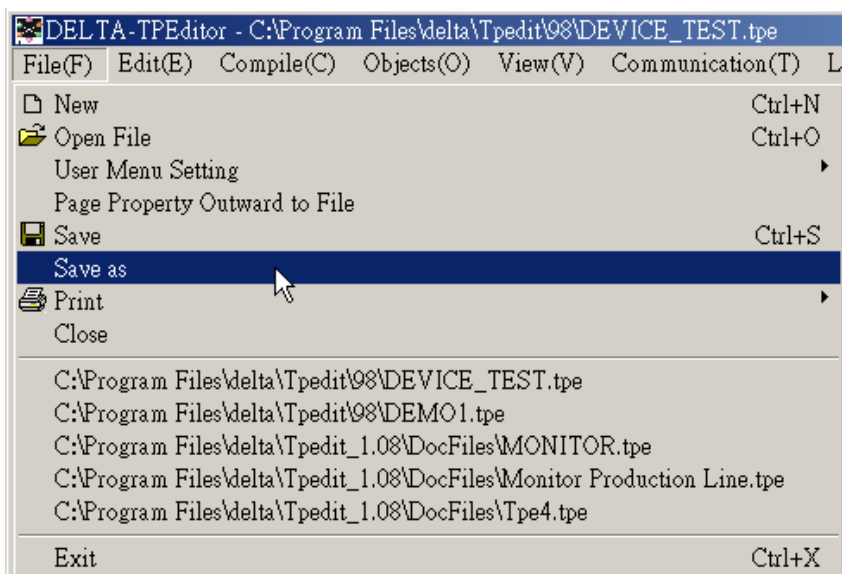 DELTA-TPEditor - C:\Program Files\delta\Tpedit\98\DEVICE_TEST.tpe
File(F) Edit(E) Compile(C) Objects(O) View(V) Communication(T) L
New Ctrl+N
Open File Ctrl+O
User Menu Setting
Page Property Outward to File
Save Ctrl+S
Save as
Print
Close
C:\Program Files\delta\Tpedit\98\DEVICE_TEST.tpe
C:\Program Files\delta\Tpedit\98\DEMO1.tpe
C:\Program Files\delta\Tpedit_1.08\DocFiles\MONITOR.tpe
C:\Program Files\delta\Tpedit_1.08\DocFiles\Monitor Production Line.tpe
C:\Program Files\delta\Tpedit_1.08\DocFiles\Tpe4.tpe
Exit Ctrl+X